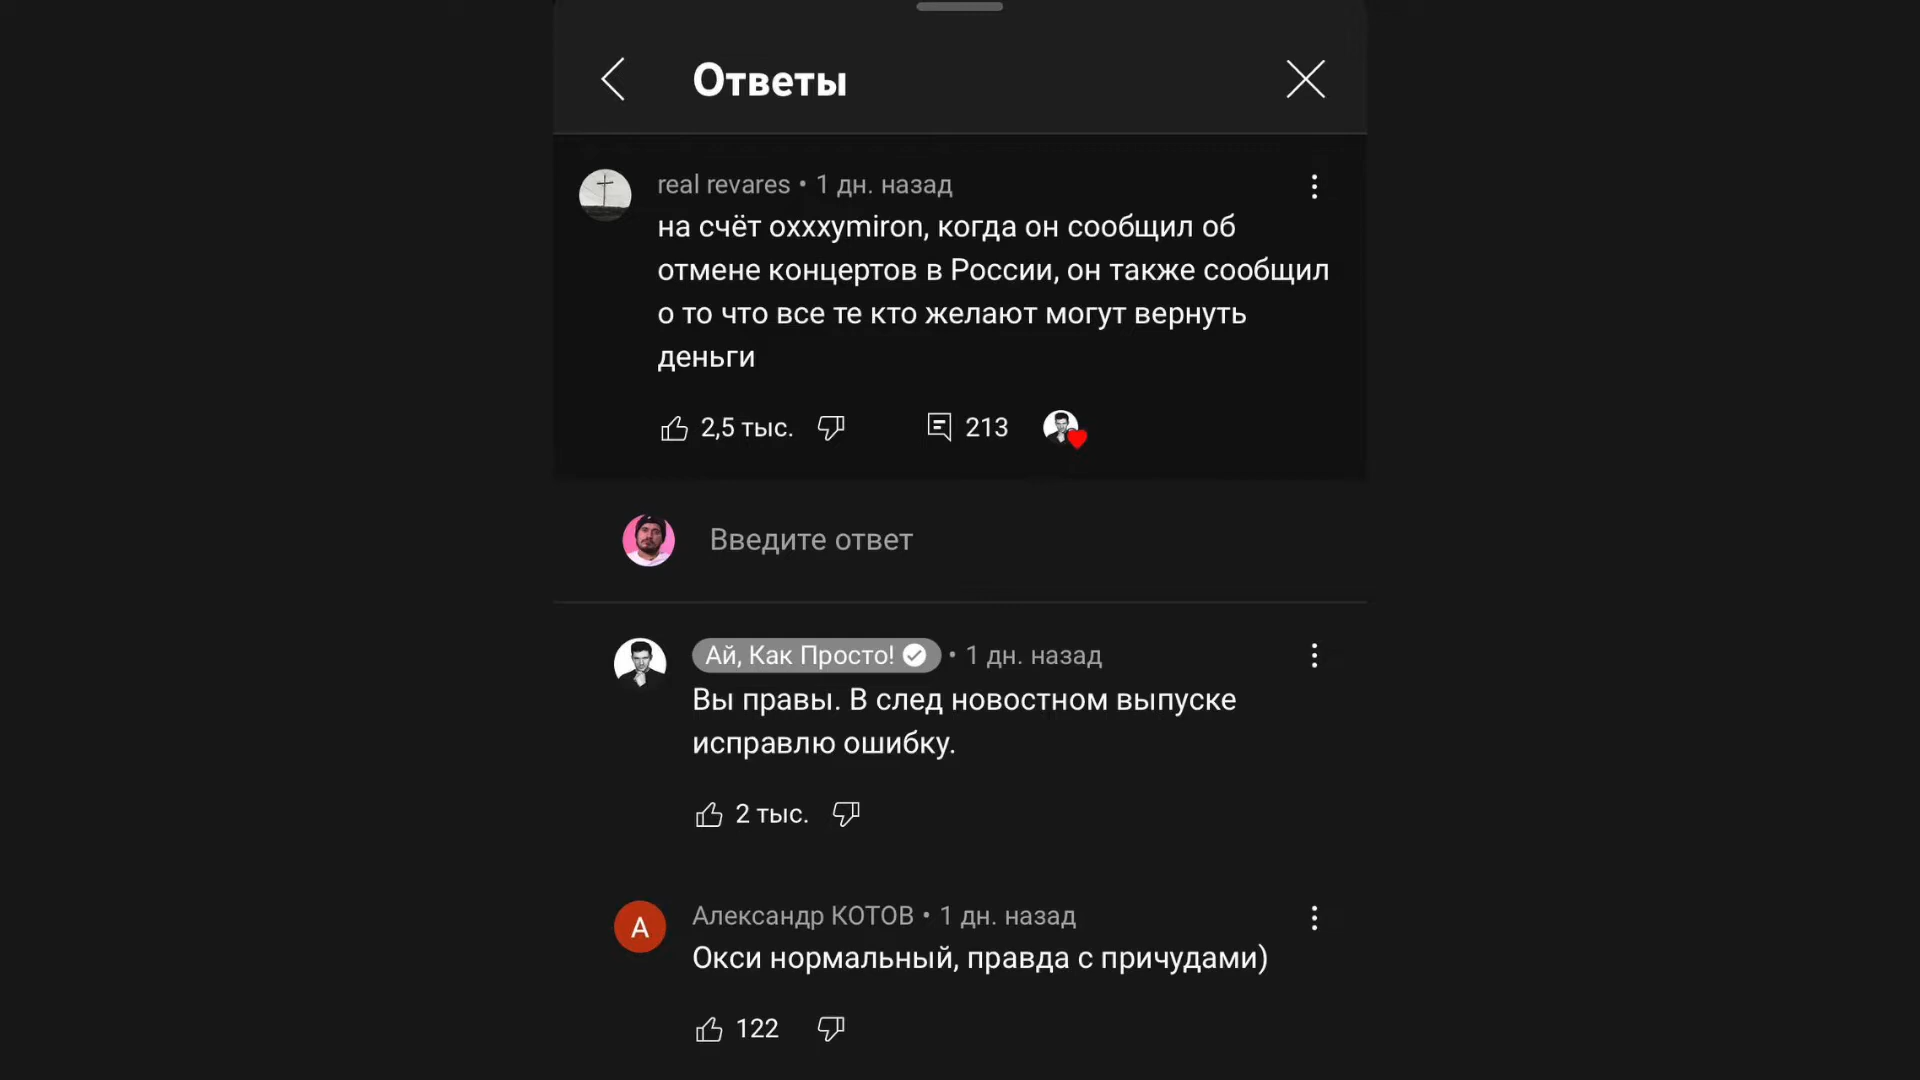 Ответы
real revares • 1 дн. назад
на счёт oxxxymiron, когда он сообщил об
отмене концертов в России, он также сообщил
о то что все те кто желают могут вернуть
деньги
2,5 тыс. 213
Введите ответ
Ай, Как Просто! • 1 дн. назад
Вы правы. В след новостном выпуске
исправлю ошибку.
2 тыс.
А
Александр КОТОВ • 1 дн. назад
Окси нормальный, правда с причудами)
122